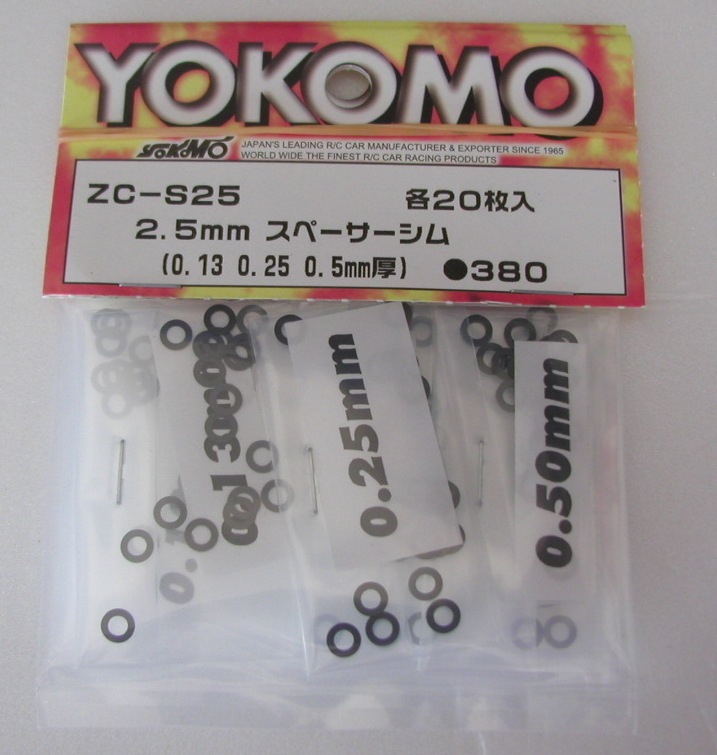 YOKOMO
YOKOMO JAPAN'S LEADING R/C CAR MANUFACTURER & EXPORTER SINCE 1965
WORLD WIDE THE FINEST R/C CAR RACING PRODUCTS
ZC-S25 各20枚入
2.5mm スペーサーシム
(0.13 0.25 0.5mm厚) ●380
0.13mm
0.25mm
0.50mm